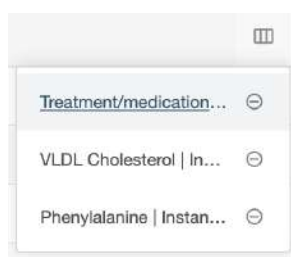 Treatment/medication...
VLDL Cholesterol | In...
Phenylalanine | Instan...